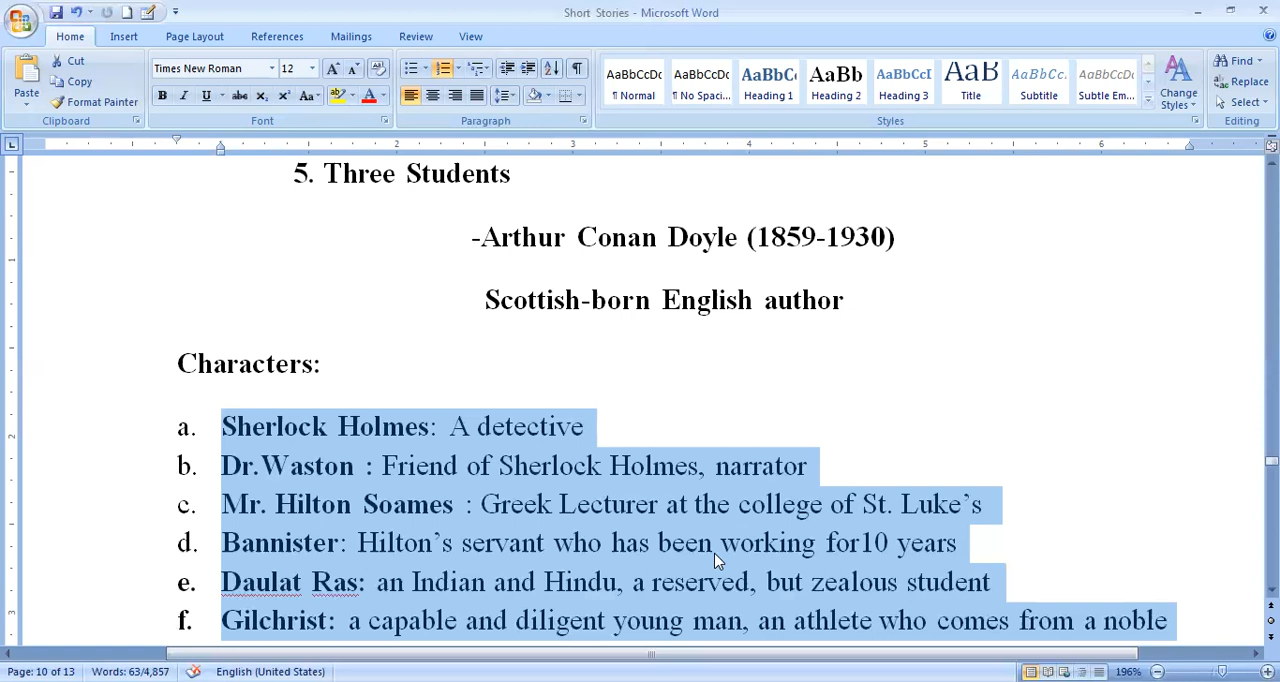 Short Stories - Microsoft Word
Home Insert Page Layout References Mailings Review View
Paste
Cut
Copy
Format Painter
Clipboard
Times New Roman 12
Font
Paragraph
AaBbCcDc ¶ Normal
AaBbCcDc ¶ No Spaci...
AaBbC Heading 1
AaBb Heading 2
AaBbCcI Heading 3
AaB Title
AaBbCc. Subtitle
AaBbCcDc Subtle Em...
Change Styles
Styles
Find
Replace
Select
Editing
5. Three Students
-Arthur Conan Doyle (1859-1930)
Scottish-born English author
Characters:
a. Sherlock Holmes: A detective
b. Dr.Waston : Friend of Sherlock Holmes, narrator
c. Mr. Hilton Soames : Greek Lecturer at the college of St. Luke's
d. Bannister: Hilton's servant who has been working for10 years
e. Daulat Ras: an Indian and Hindu, a reserved, but zealous student
f. Gilchrist: a capable and diligent young man, an athlete who comes from a noble
Page: 10 of 13 Words: 63/4,857 English (United States) 196%